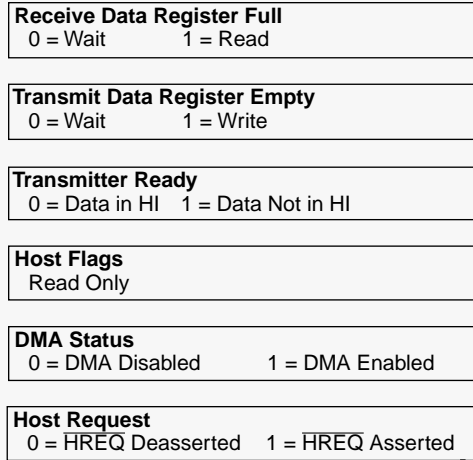 Receive Data Register Full
0 = Wait 1 = Read
Transmit Data Register Empty
0 = Wait 1 = Write
Transmitter Ready
0 = Data in HI 1 = Data Not in HI
Host Flags
Read Only
DMA Status
0 = DMA Disabled 1 = DMA Enabled
Host Request
0 = H̅R̅E̅Q̅ Deasserted 1 = H̅R̅E̅Q̅ Asserted